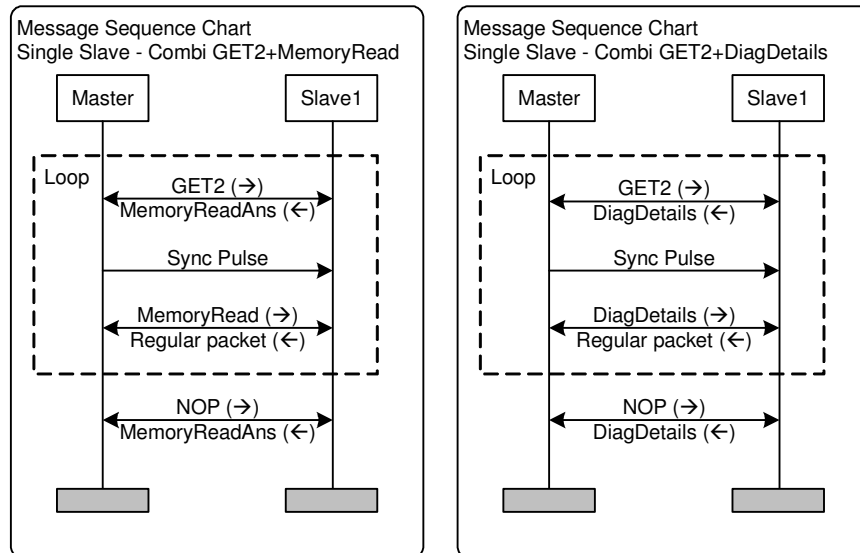 Message Sequence Chart
Single Slave - Combi GET2+MemoryRead
Master
Slave1
Loop
GET2 (→)
MemoryReadAns (←)
Sync Pulse
MemoryRead (→)
Regular packet (←)
NOP (→)
MemoryReadAns (←)
Message Sequence Chart
Single Slave - Combi GET2+DiagDetails
Master
Slave1
Loop
GET2 (→)
DiagDetails (←)
Sync Pulse
DiagDetails (→)
Regular packet (←)
NOP (→)
DiagDetails (←)